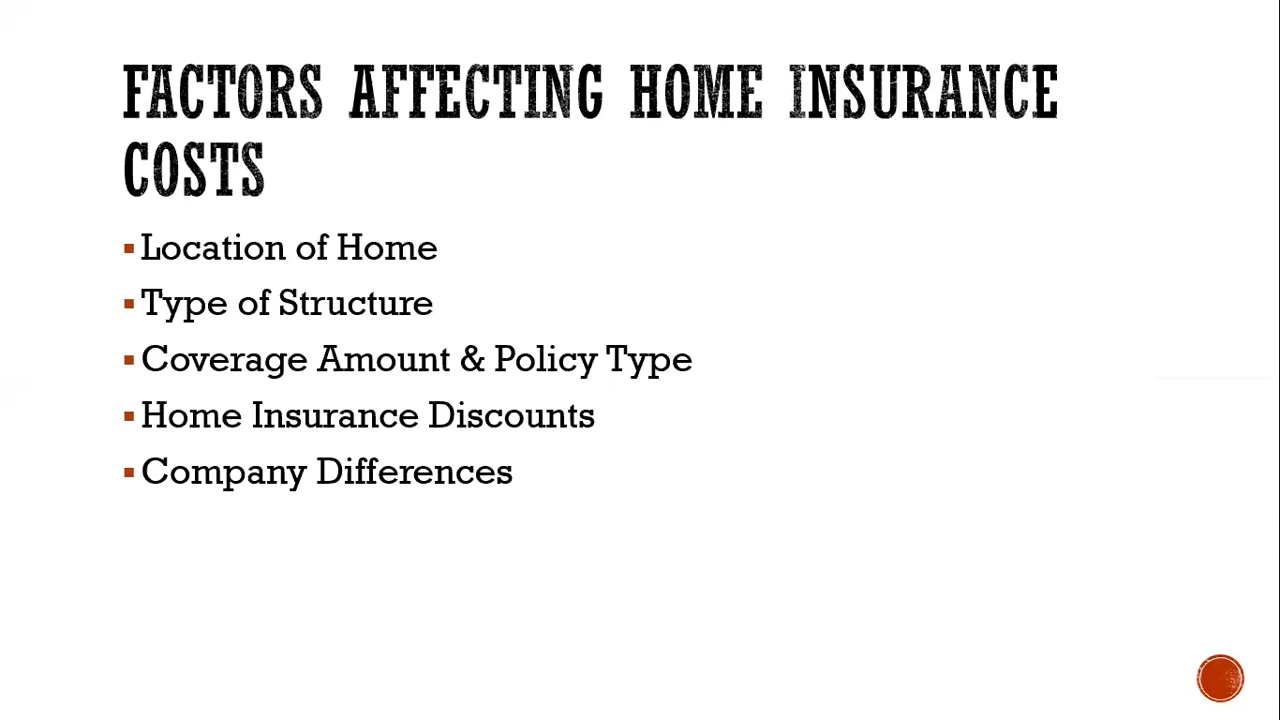 FACTORS AFFECTING HOME INSURANCE
COSTS
Location of Home
Type of Structure
Coverage Amount & Policy Type
Home Insurance Discounts
Company Differences